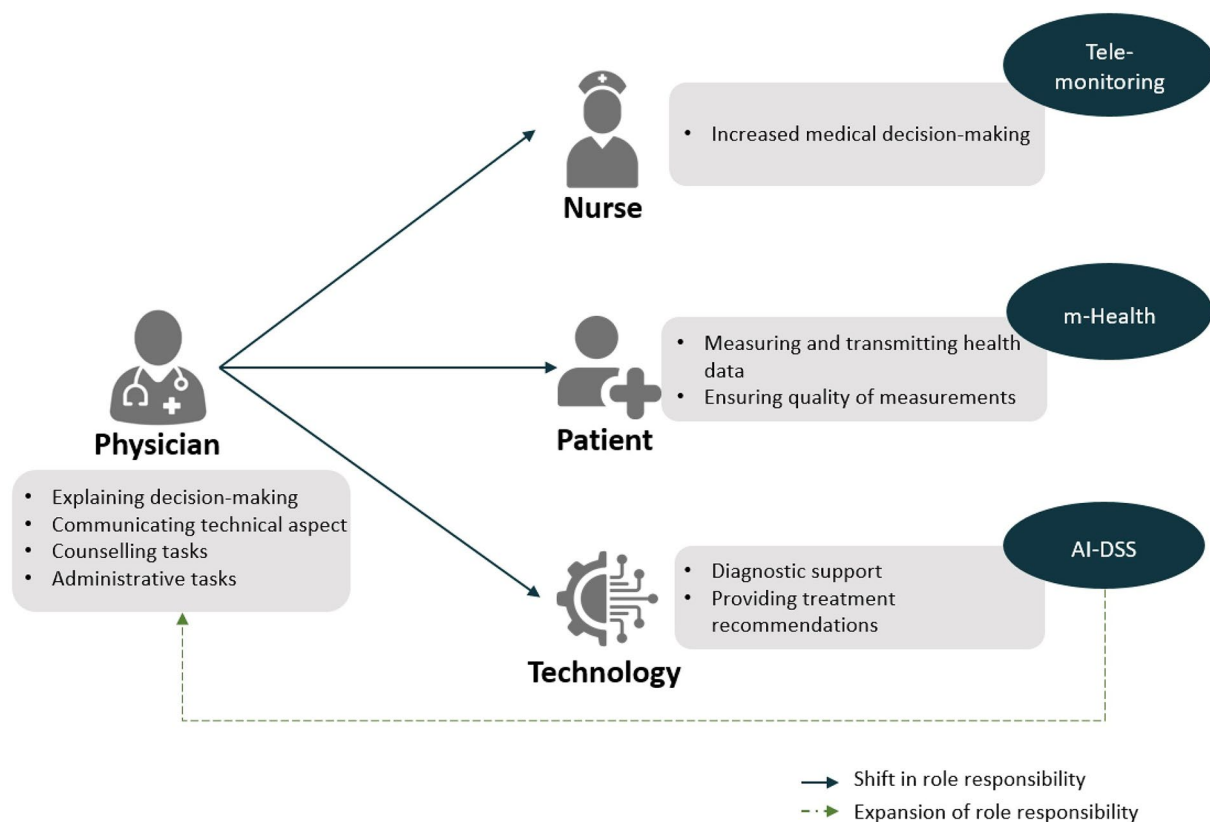 Tele-
monitoring
• Increased medical decision-making
Nurse
m-Health
• Measuring and transmitting health
data
• Ensuring quality of measurements
Patient
Physician
• Explaining decision-making
• Communicating technical aspect
• Counselling tasks
• Administrative tasks
AI-DSS
• Diagnostic support
• Providing treatment
recommendations
Technology
Shift in role responsibility
Expansion of role responsibility